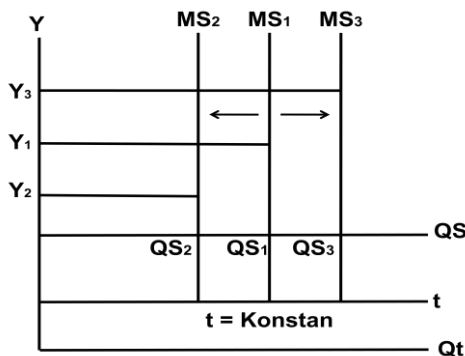 Y MS₂ MS₁ MS₃
Y₃
Y₁
Y₂
QS
QS₂ QS₁ QS₃
t
t = Konstan
Qt